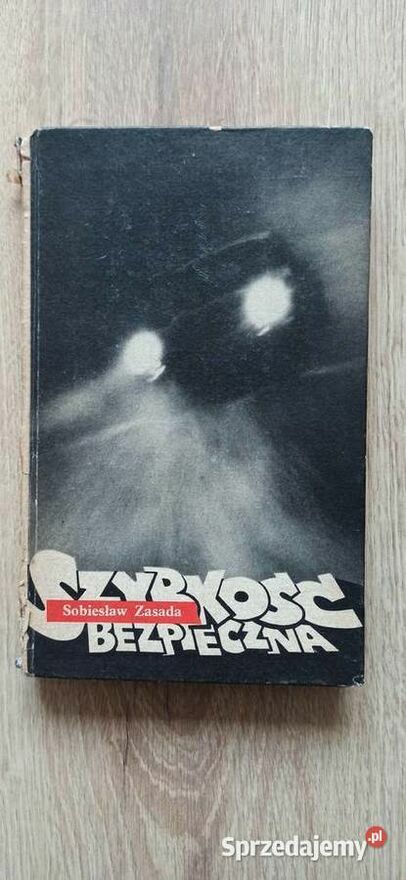 SZYBKOŚĆ
Sobiesław Zasada
BEZPIECZNA
Sprzedajemy.pl